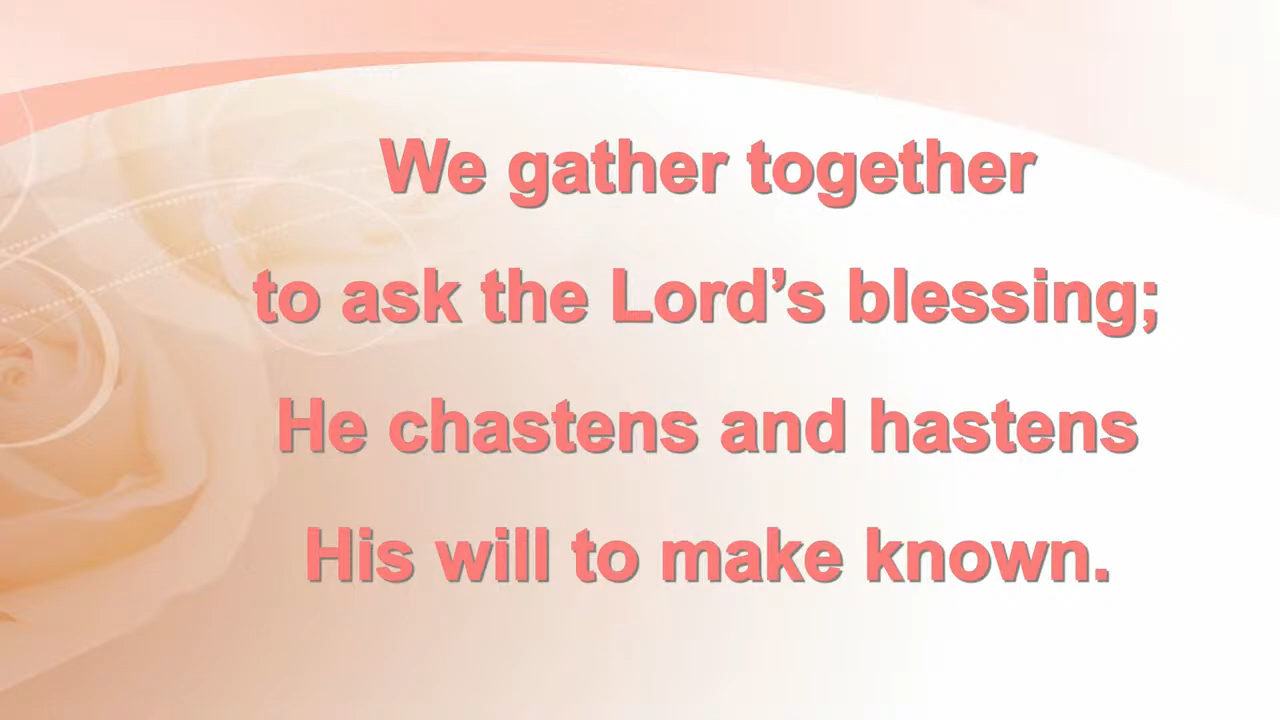 We gather together
to ask the Lord’s blessing;
He chastens and hastens
His will to make known.